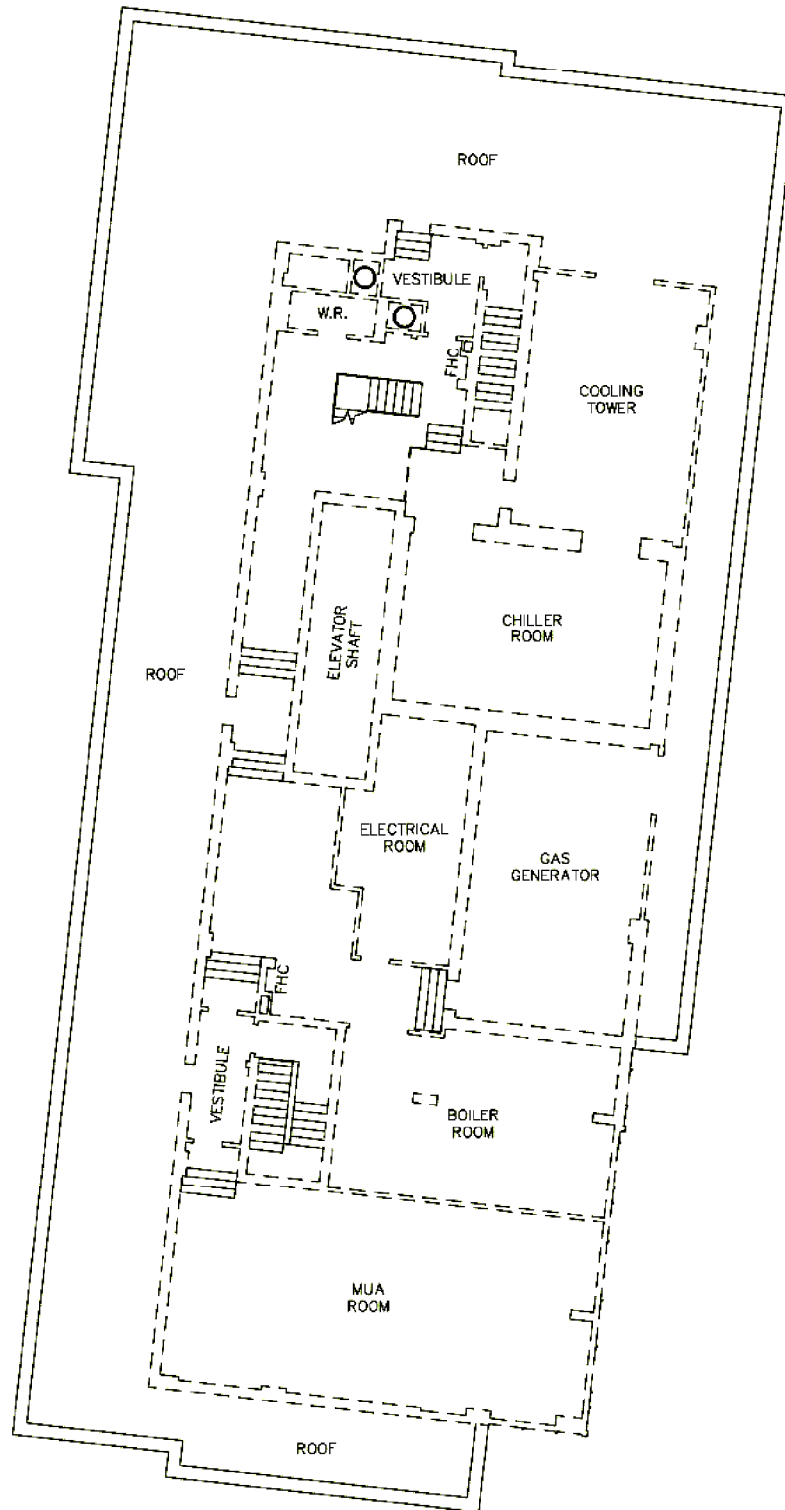 ROOF
VESTIBULE
W.R.
FHC
COOLING
TOWER
CHILLER
ROOM
ELEVATOR
SHAFT
ROOF
ELECTRICAL
ROOM
GAS
GENERATOR
FHC
VESTIBULE
BOILER
ROOM
MUA
ROOM
ROOF